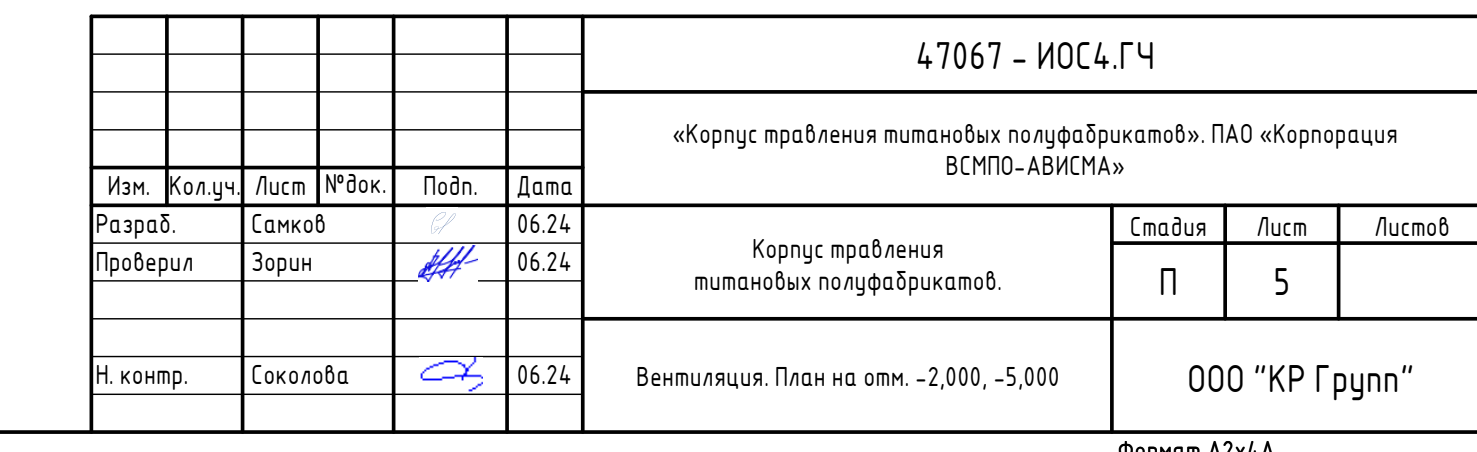 47067 - ИОС4.ГЧ
«Корпус травления титановых полуфабрикатов». ПАО «Корпорация
ВСМПО-АВИСМА»
Изм. Кол.уч. Лист №док. Подп. Дата
Разраб. Самков 06.24
Проверил Зорин 06.24
Н. контр. Соколова 06.24
Корпус травления
титановых полуфабрикатов.
Стадия Лист Листов
П 5
Вентиляция. План на отм. -2,000, -5,000
ООО "КР Групп"
Формат А2х4А